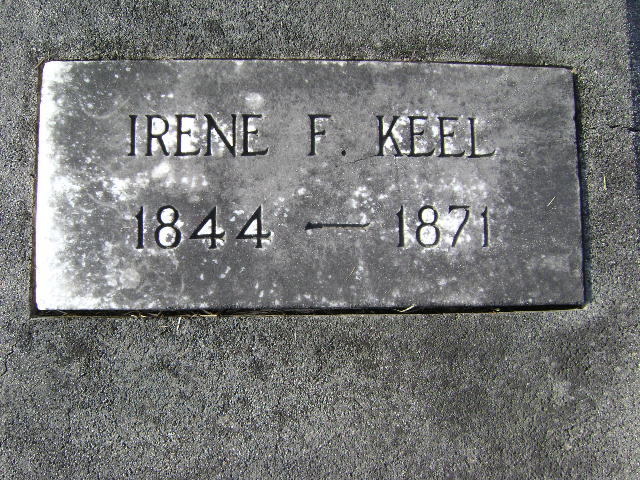 IRENE F. KEEL
1844 — 1871